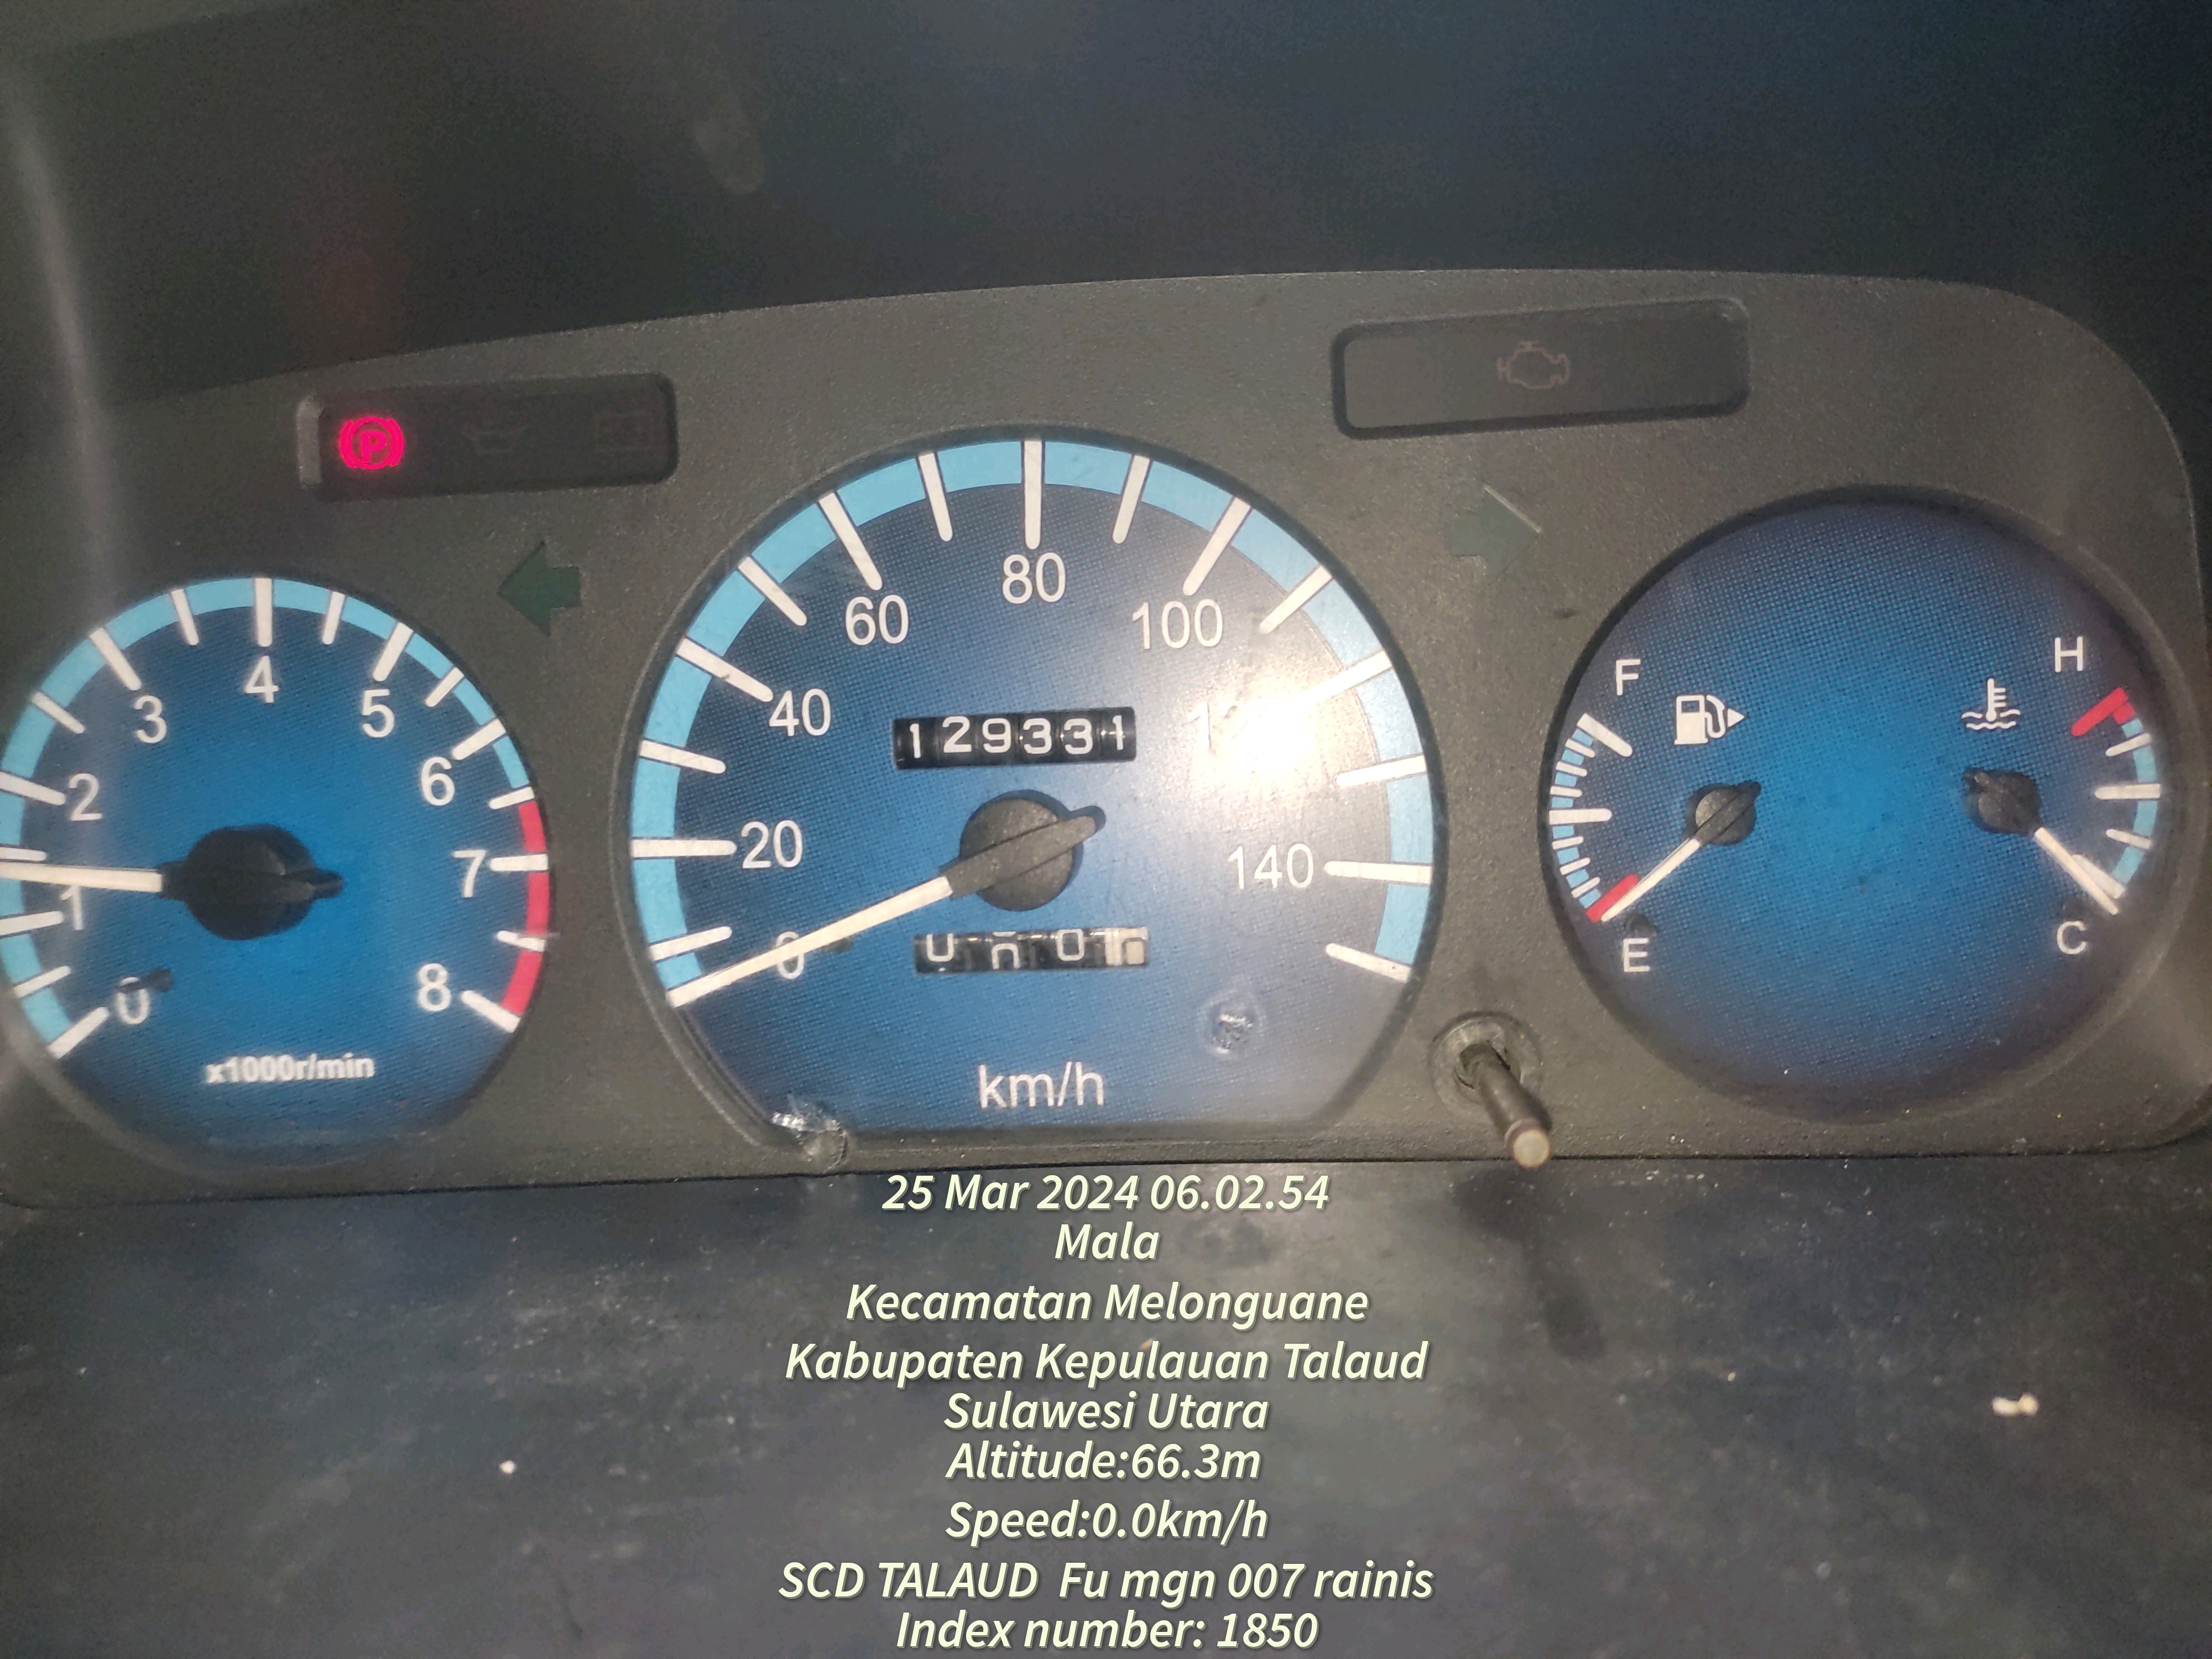 P
0
1
2
3
4
5
6
7
8
x1000r/min
0
20
40
60
80
100
140
129331
km/h
F
E
H
C
25 Mar 2024 06.02.54
Mala
Kecamatan Melonguane
Kabupaten Kepulauan Talaud
Sulawesi Utara
Altitude:66.3m
Speed:0.0km/h
SCD TALAUD Fu mgn 007 rainis
Index number: 1850